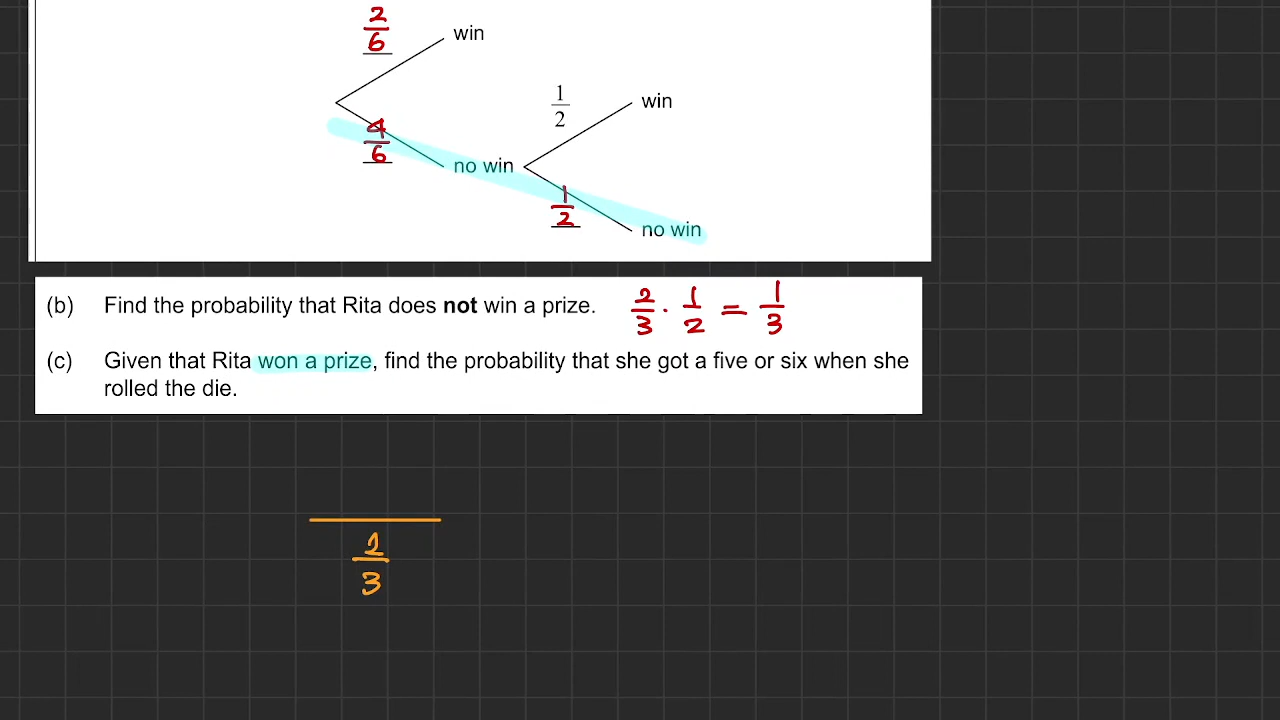 2/6 win
1/2 win
4/6 no win
1/2 no win
(b) Find the probability that Rita does not win a prize. 2/3 · 1/2 = 1/3
(c) Given that Rita won a prize, find the probability that she got a five or six when she
rolled the die.
2/3